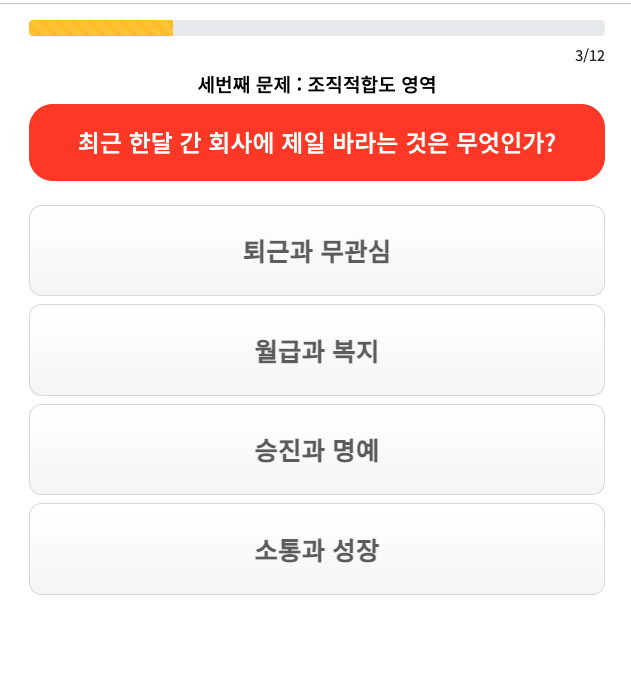 3/12
세번째 문제 : 조직적합도 영역
최근 한달 간 회사에 제일 바라는 것은 무엇인가?
퇴근과 무관심
월급과 복지
승진과 명예
소통과 성장